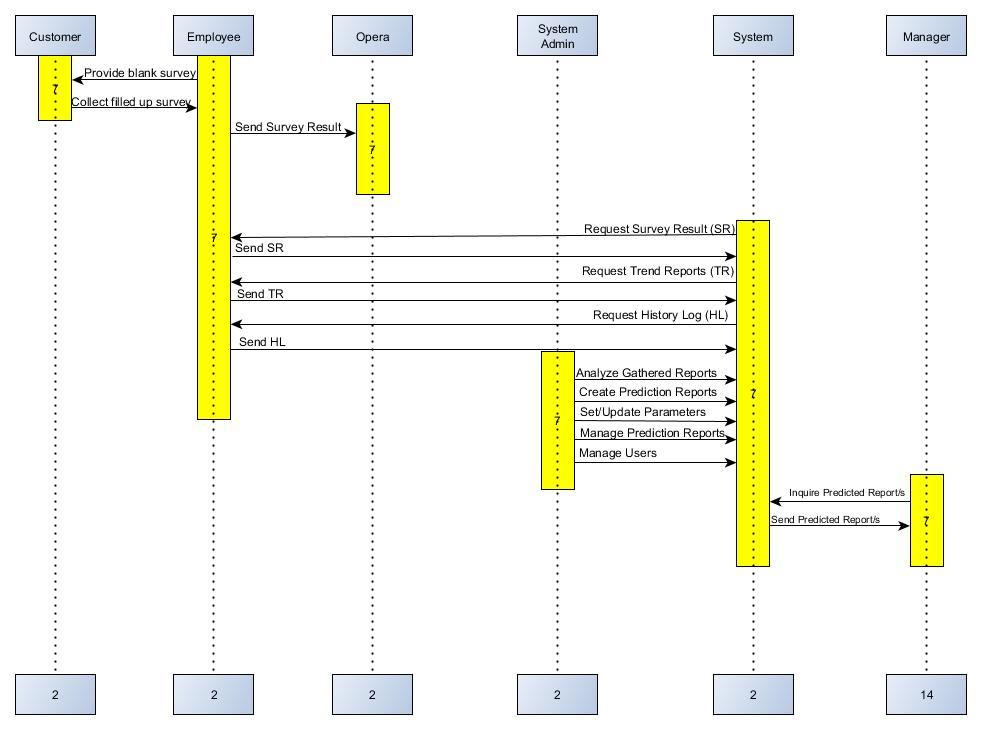 Customer
Employee
Opera
System
Admin
System
Manager
Provide blank survey
7
Collect filled up survey
Send Survey Result
7
Request Survey Result (SR)
7
Send SR
Request Trend Reports (TR)
Send TR
Request History Log (HL)
Send HL
Analyze Gathered Reports
Create Prediction Reports
7
Set/Update Parameters
7
Manage Prediction Reports
Manage Users
Inquire Predicted Report/s
Send Predicted Report/s
7
2
2
2
2
2
14